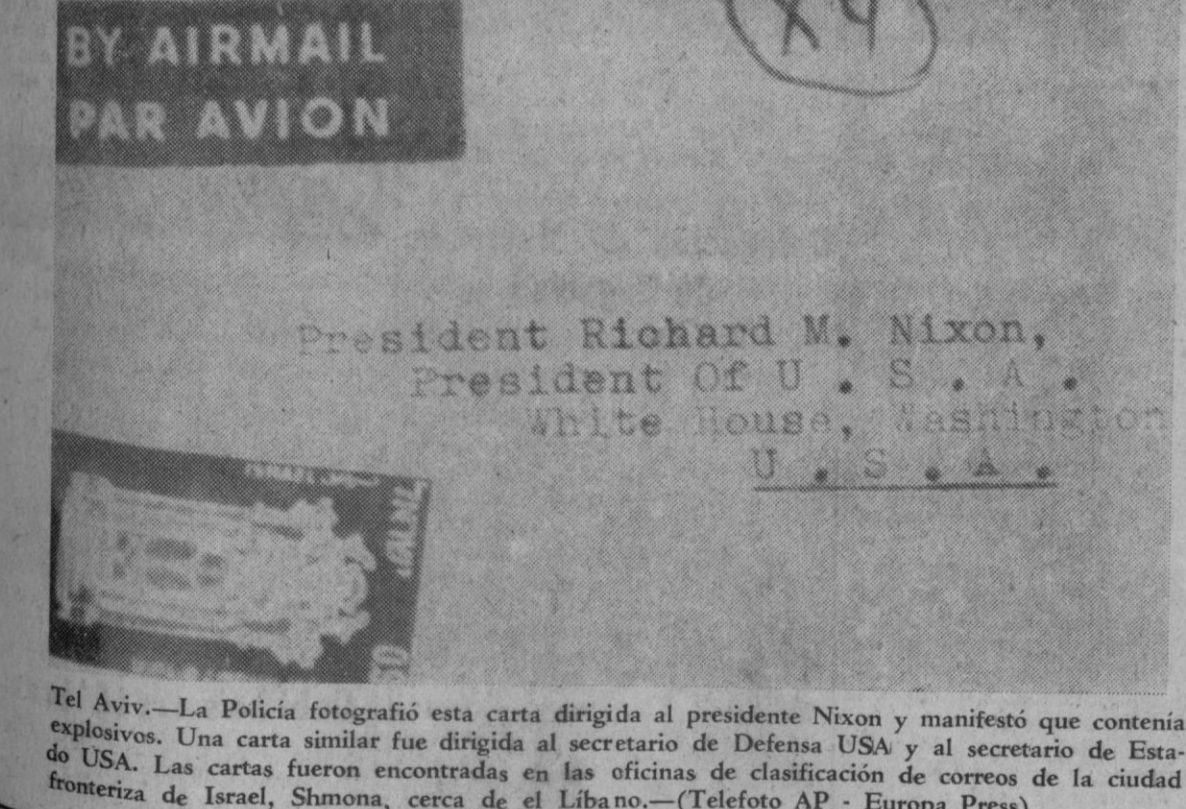 BY AIRMAIL
PAR AVION
X4
President Richard M. Nixon,
President Of U . S . A .
White House, Washington
U . S . A .
Tel Aviv.—La Policía fotografió esta carta dirigida al presidente Nixon y manifestó que contenía
explosivos. Una carta similar fue dirigida al secretario de Defensa USA y al secretario de Esta-
do USA. Las cartas fueron encontradas en las oficinas de clasificación de correos de la ciudad
fronteriza de Israel, Shmona, cerca de el Líbano.—(Telefoto AP - Europa Press)